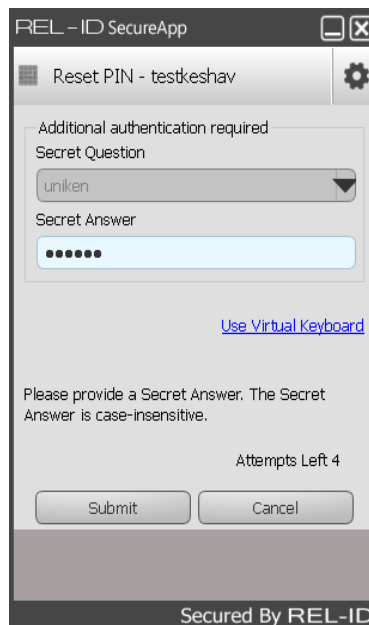 REL-ID SecureApp
Reset PIN - testkeshav
Additional authentication required
Secret Question
uniken
Secret Answer
●●●●●●
Use Virtual Keyboard
Please provide a Secret Answer. The Secret
Answer is case-insensitive.
Attempts Left 4
Submit
Cancel
Secured By REL-ID